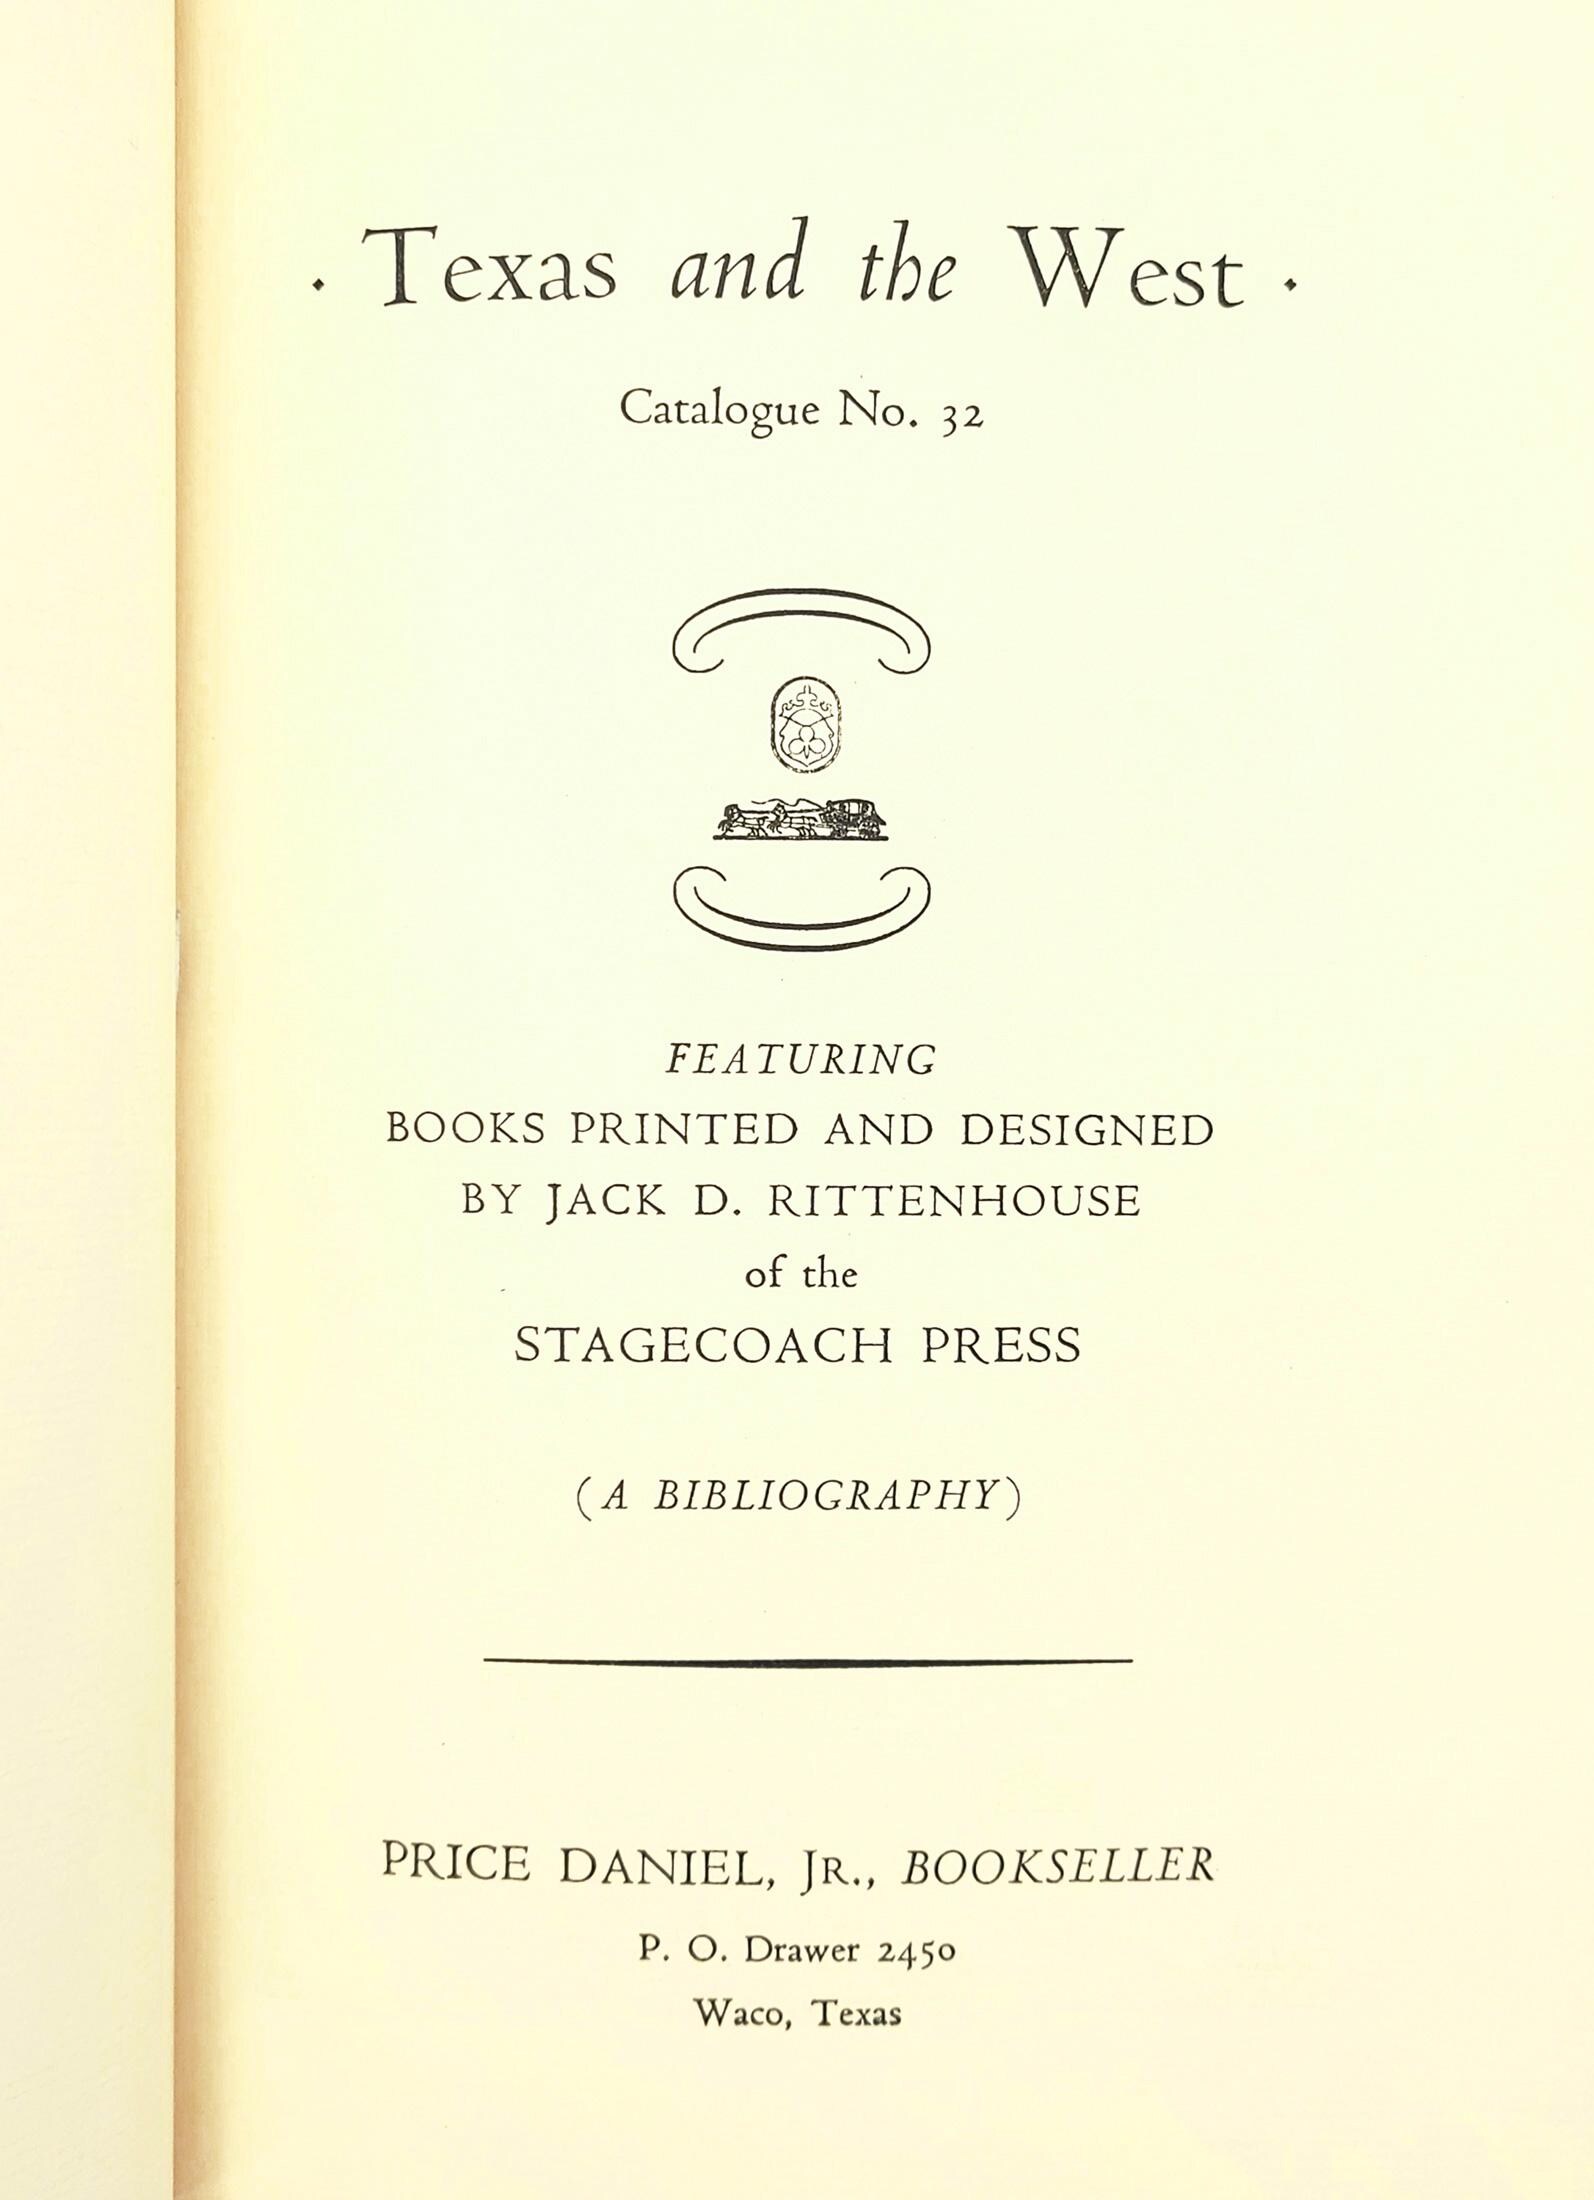 · Texas and the West ·
Catalogue No. 32
FEATURING
BOOKS PRINTED AND DESIGNED
BY JACK D. RITTENHOUSE
of the
STAGECOACH PRESS
(A BIBLIOGRAPHY)
PRICE DANIEL, JR., BOOKSELLER
P. O. Drawer 2450
Waco, Texas